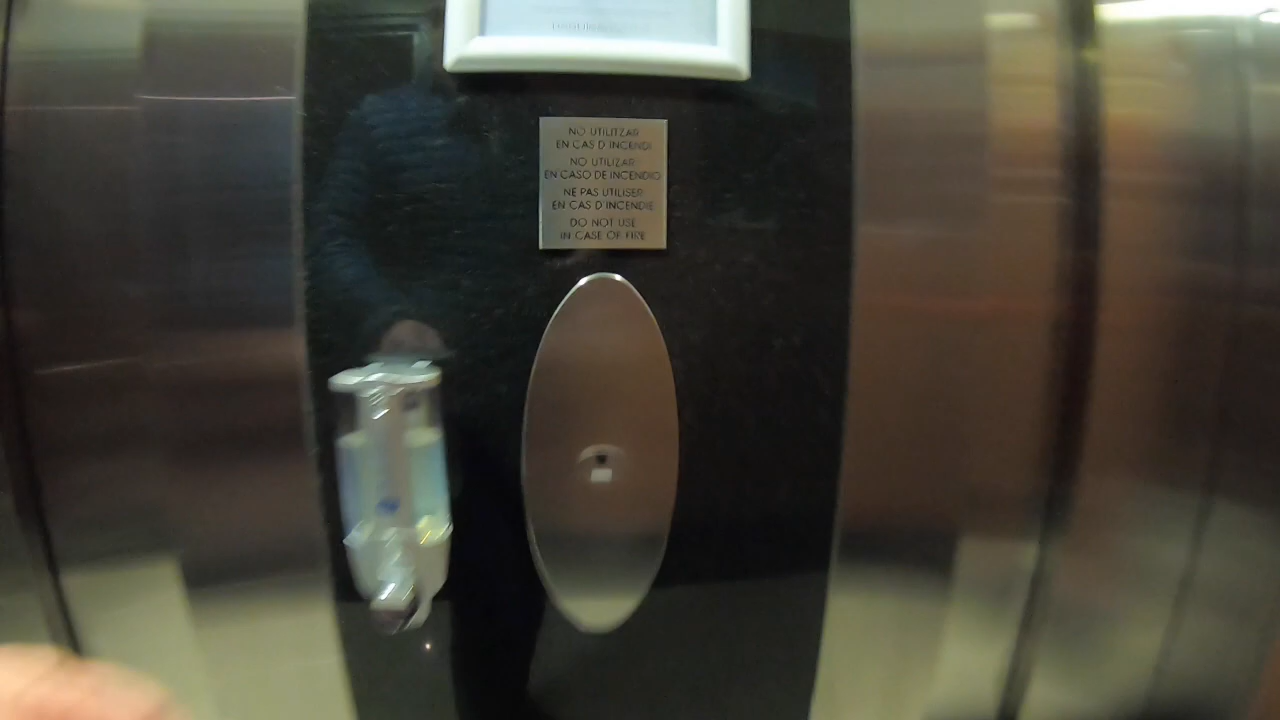 NO UTILITZAR
EN CAS D'INCENDI
NO UTILIZAR
EN CASO DE INCENDIO
NE PAS UTILISER
EN CAS D'INCENDIE
DO NOT USE
IN CASE OF FIRE